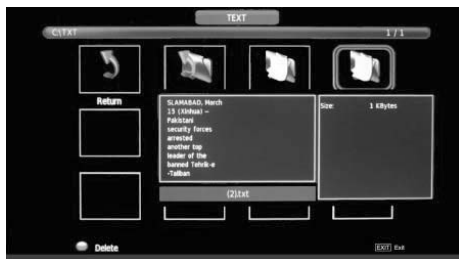 TEXT
C:\TXT
1 / 1
Return
SLAMABAD, March
15 (Xinhua) —
Pakistani
security forces
arrested
another top
leader of the
banned Tehrik-e
-Taliban
Size: 1 KBytes
(2).txt
Delete
EXIT Exit